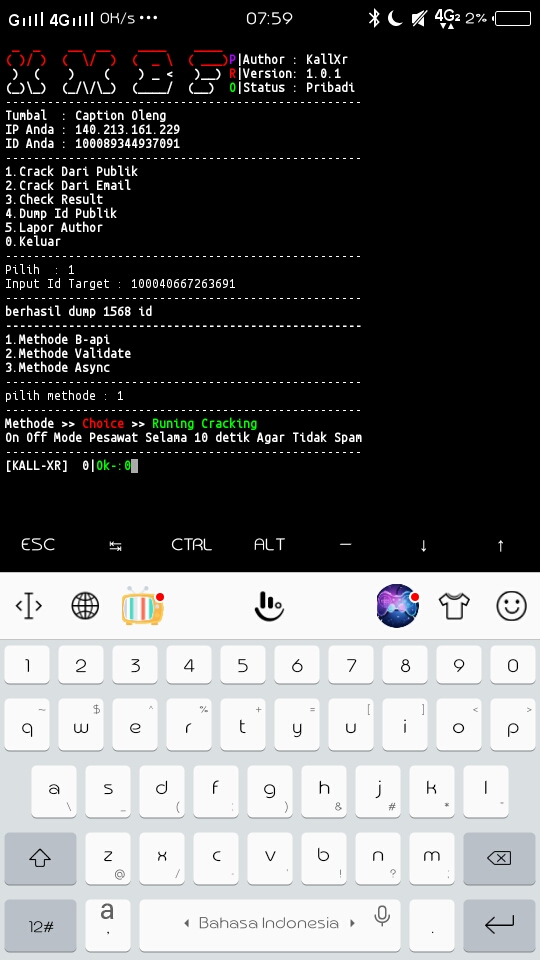 G 4G 0K/s ••• 07:59 4G2 2%
P|Author : KallXr
R|Version: 1.0.1
O|Status : Pribadi
Tumbal : Caption Oleng
IP Anda : 140.213.161.229
ID Anda : 100089344937091
1.Crack Dari Publik
2.Crack Dari Email
3.Check Result
4.Dump Id Publik
5.Lapor Author
0.Keluar
Pilih : 1
Input Id Target : 100040667263691
berhasil dump 1568 id
1.Methode B-api
2.Methode Validate
3.Methode Async
pilih methode : 1
Methode >> Choice >> Runing Cracking
On Off Mode Pesawat Selama 10 detik Agar Tidak Spam
[KALL-XR] 0|Ok-:0
ESC ↹ CTRL ALT — ↓ ↑
1 2 3 4 5 6 7 8 9 0
~ $ ^ % + = [ ] < >
q w e r t y u i o p
a s d f g h j k l
\ _ ( : ) & # * "
z x c v b n m
@ / - ' ! ? ;
12# a . Bahasa Indonesia .